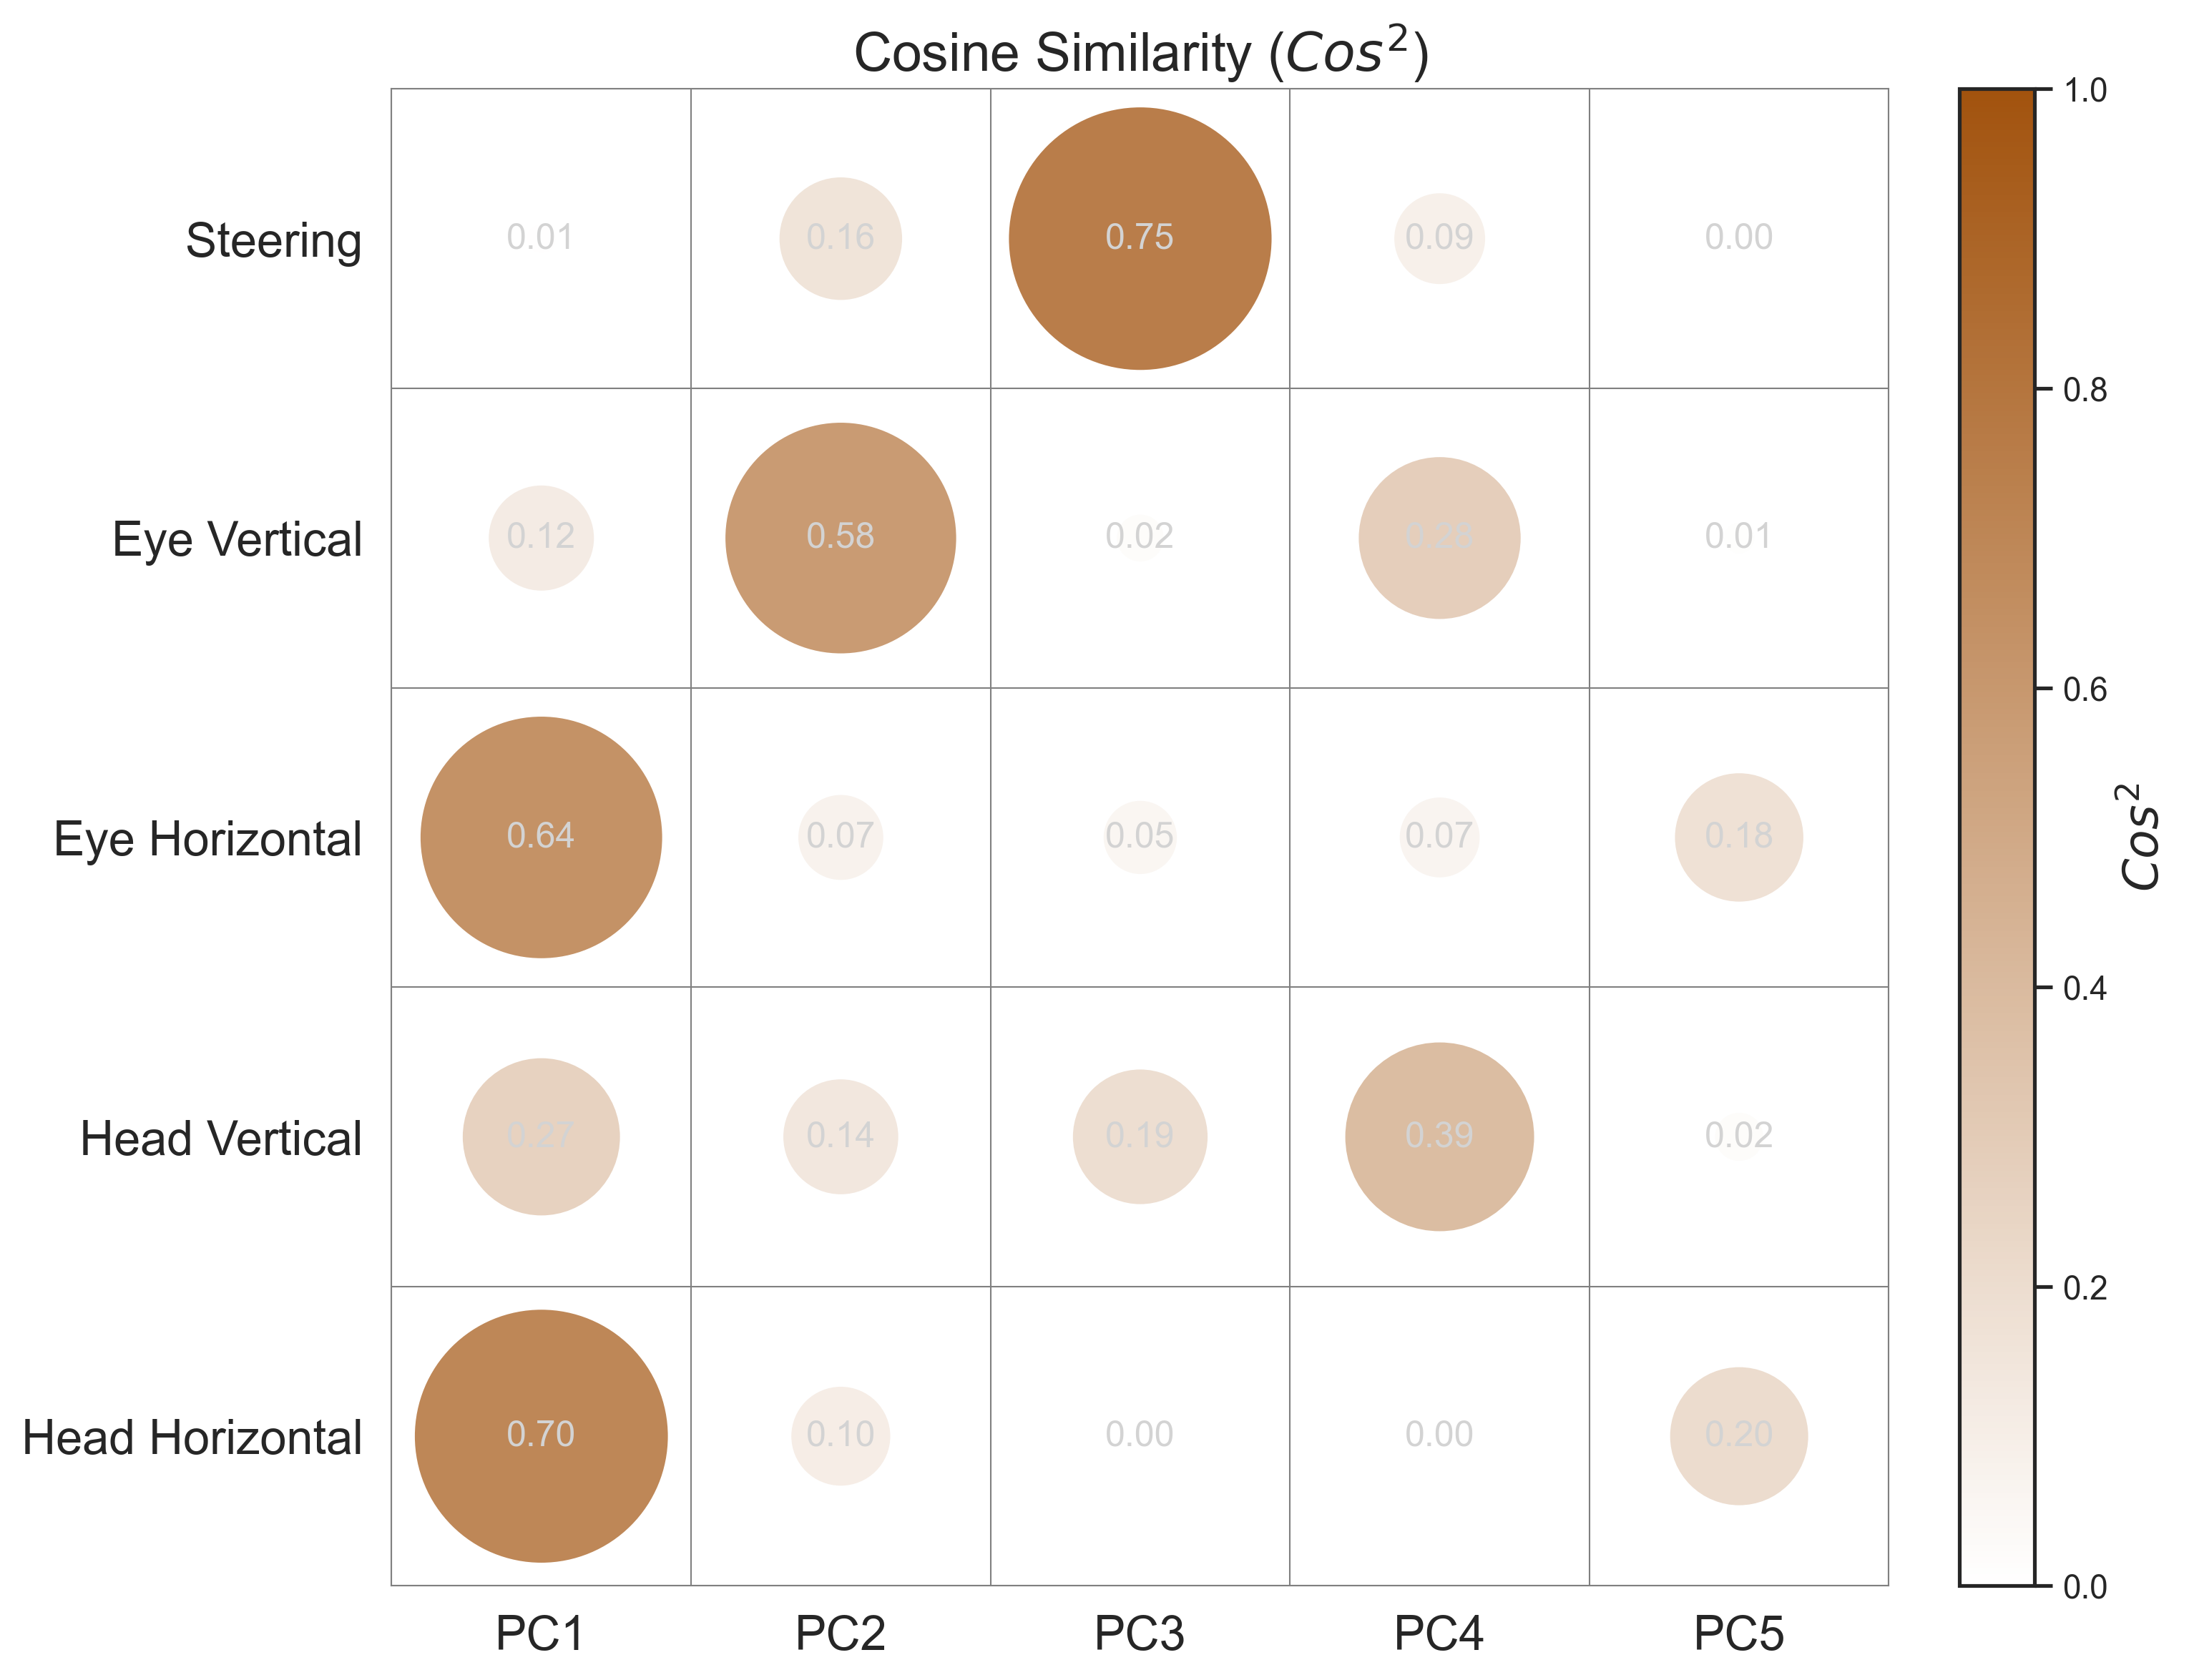 Cosine Similarity (Cos²)
Steering 0.01 0.16 0.75 0.09 0.00
Eye Vertical 0.12 0.58 0.02 0.28 0.01
Eye Horizontal 0.64 0.07 0.05 0.07 0.18
Head Vertical 0.27 0.14 0.19 0.39 0.02
Head Horizontal 0.70 0.10 0.00 0.00 0.20
PC1 PC2 PC3 PC4 PC5
1.0
0.8
0.6
0.4
0.2
0.0
Cos²